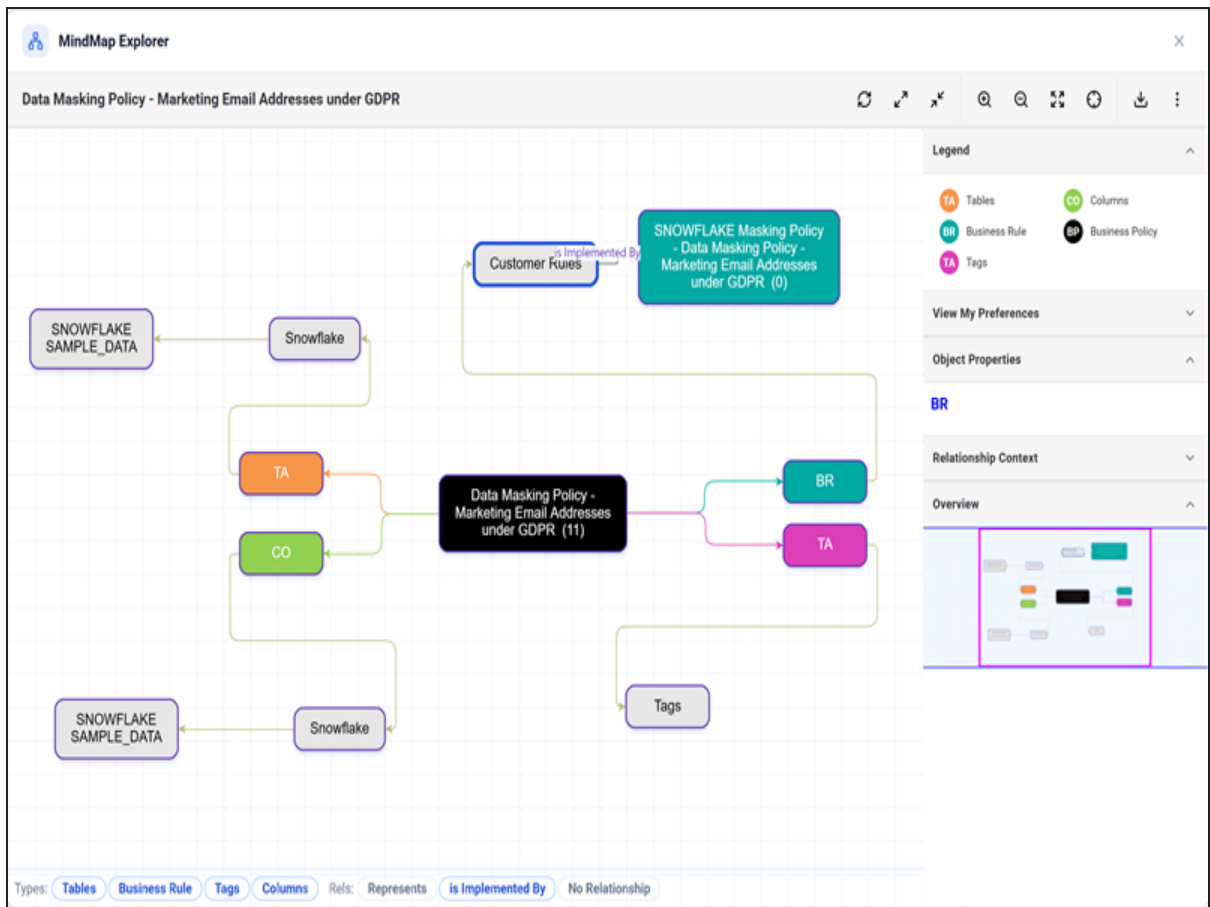 MindMap Explorer
Data Masking Policy - Marketing Email Addresses under GDPR
Legend
TA Tables
CO Columns
BR Business Rule
BP Business Policy
TA Tags
View My Preferences
Object Properties
BR
Relationship Context
Overview
Customer Rules
is Implemented By
SNOWFLAKE Masking Policy
- Data Masking Policy -
Marketing Email Addresses
under GDPR (0)
SNOWFLAKE
SAMPLE_DATA
Snowflake
TA
CO
Data Masking Policy -
Marketing Email Addresses
under GDPR (11)
BR
TA
SNOWFLAKE
SAMPLE_DATA
Snowflake
Tags
Types: Tables Business Rule Tags Columns Rels: Represents is Implemented By No Relationship